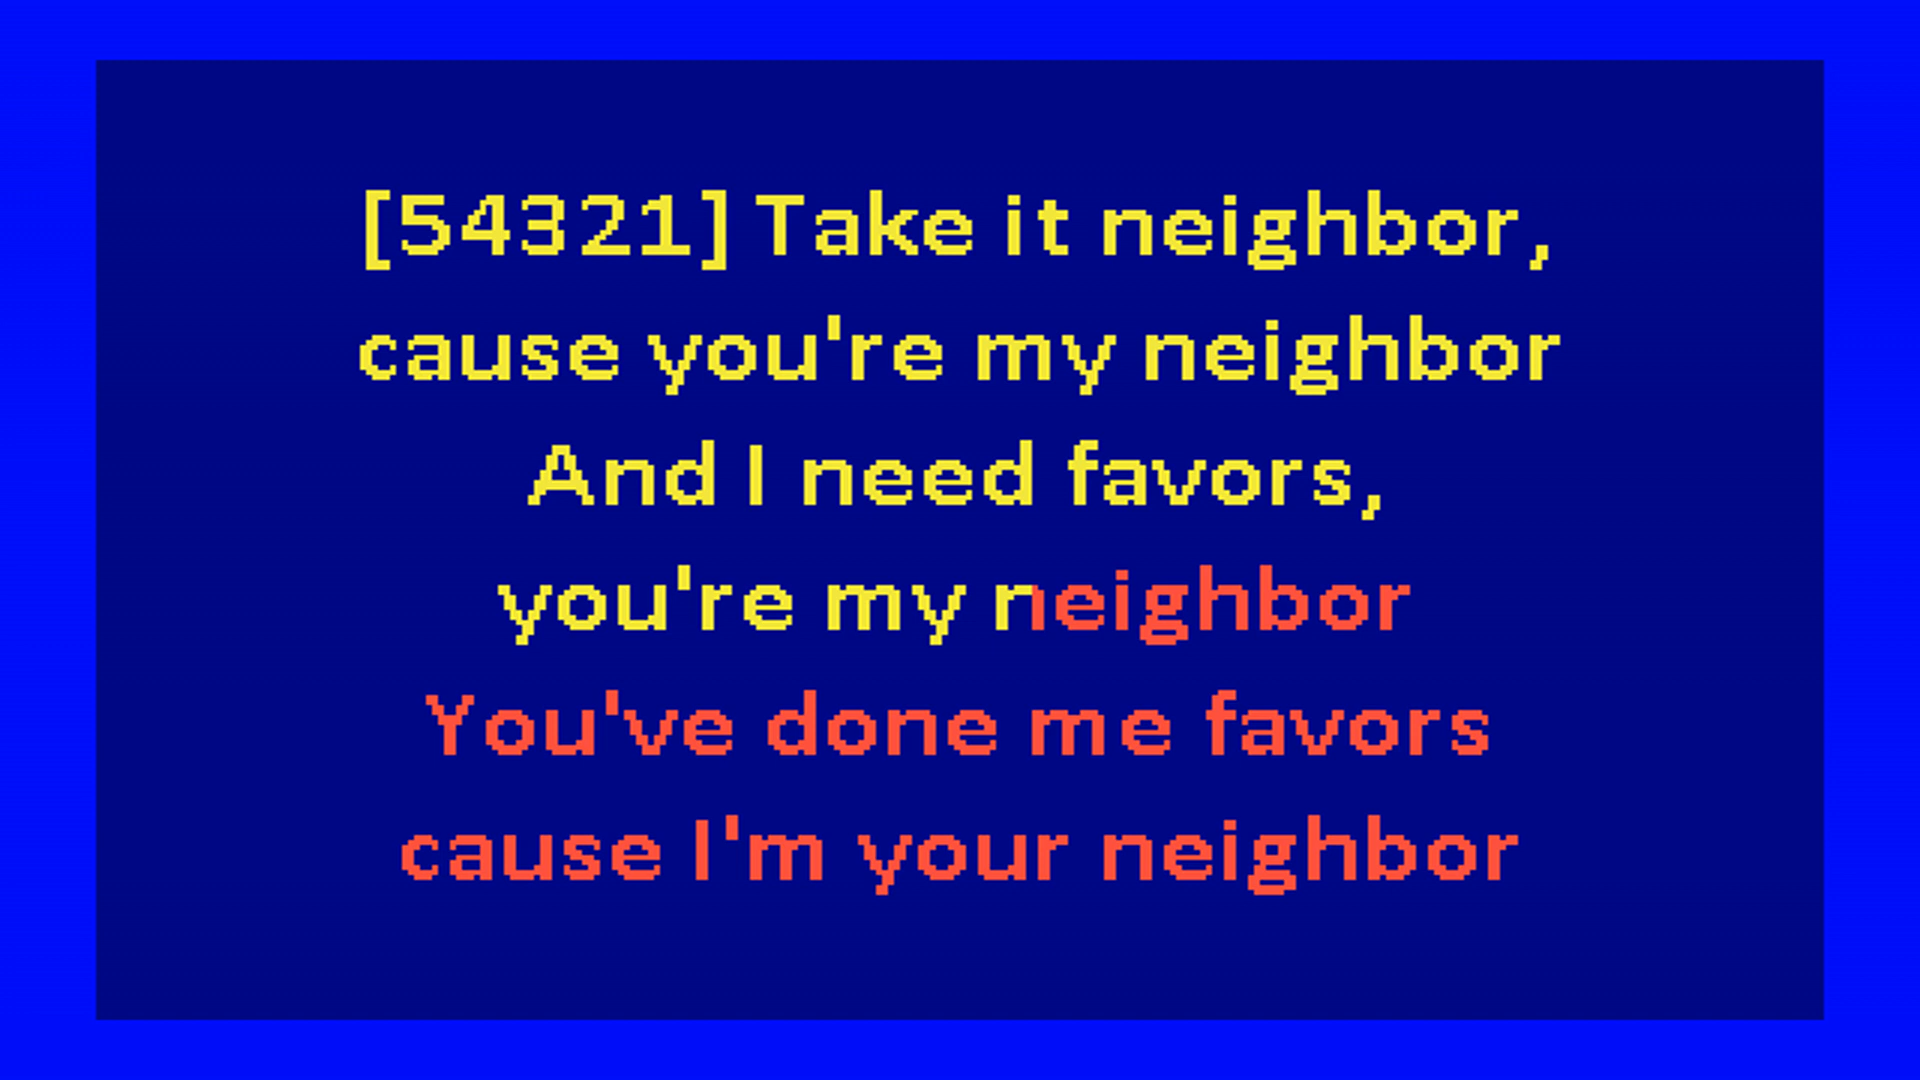 [54321] Take it neighbor,
cause you're my neighbor
And I need favors,
you're my neighbor
You've done me favors
cause I'm your neighbor